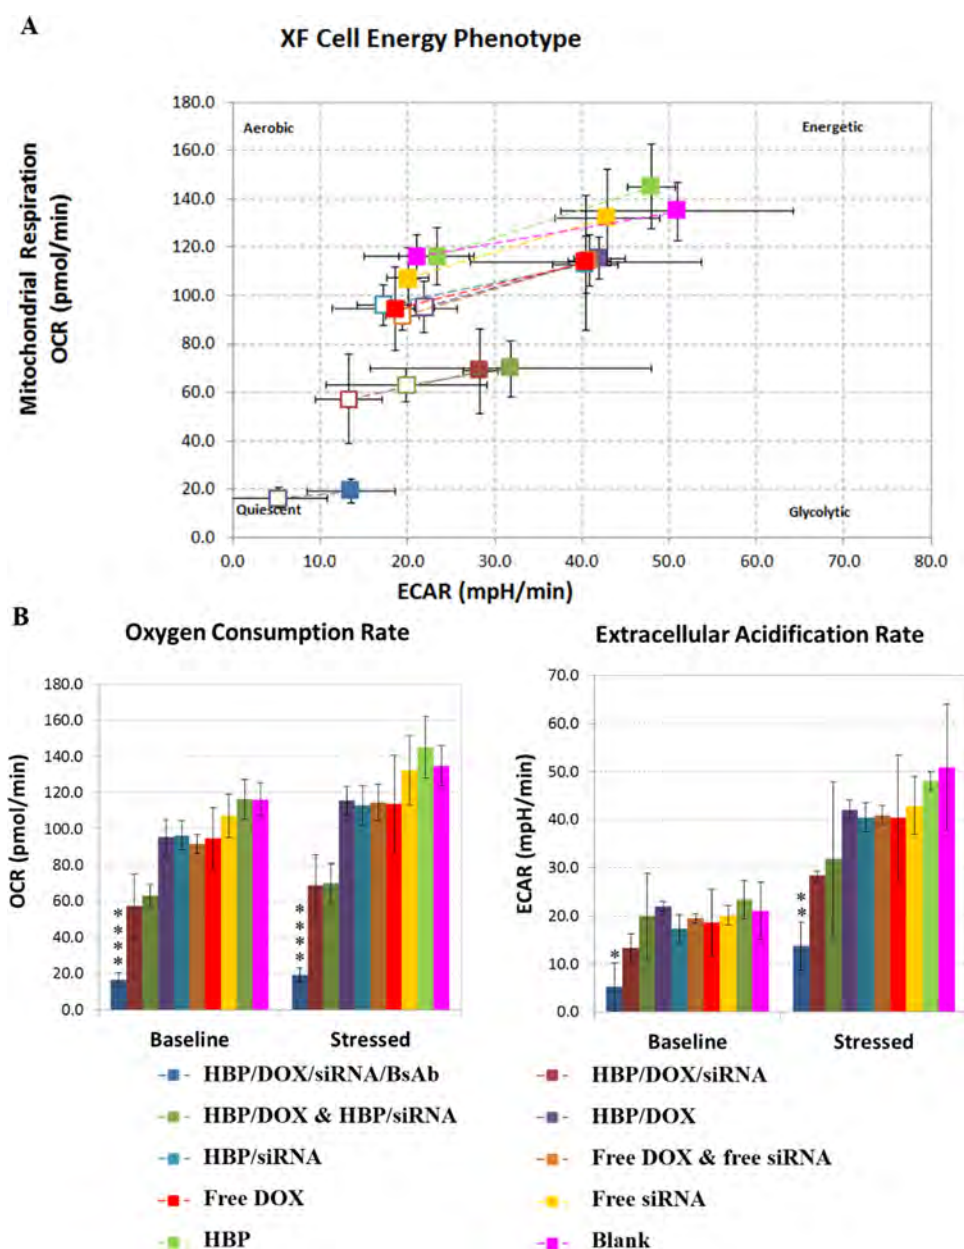 A
XF Cell Energy Phenotype
Mitochondrial Respiration
OCR (pmol/min)
180.0
160.0
140.0
120.0
100.0
80.0
60.0
40.0
20.0
0.0
Aerobic
Energetic
Quiescent
Glycolytic
0.0 10.0 20.0 30.0 40.0 50.0 60.0 70.0 80.0
ECAR (mpH/min)
B
Oxygen Consumption Rate
OCR (pmol/min)
180.0
160.0
140.0
120.0
100.0
80.0
60.0
40.0
20.0
0.0
****
****
Baseline Stressed
Extracellular Acidification Rate
ECAR (mpH/min)
70.0
60.0
50.0
40.0
30.0
20.0
10.0
0.0
*
**
Baseline Stressed
HBP/DOX/siRNA/BsAb
HBP/DOX/siRNA
HBP/DOX & HBP/siRNA
HBP/DOX
HBP/siRNA
Free DOX & free siRNA
Free DOX
Free siRNA
HBP
Blank